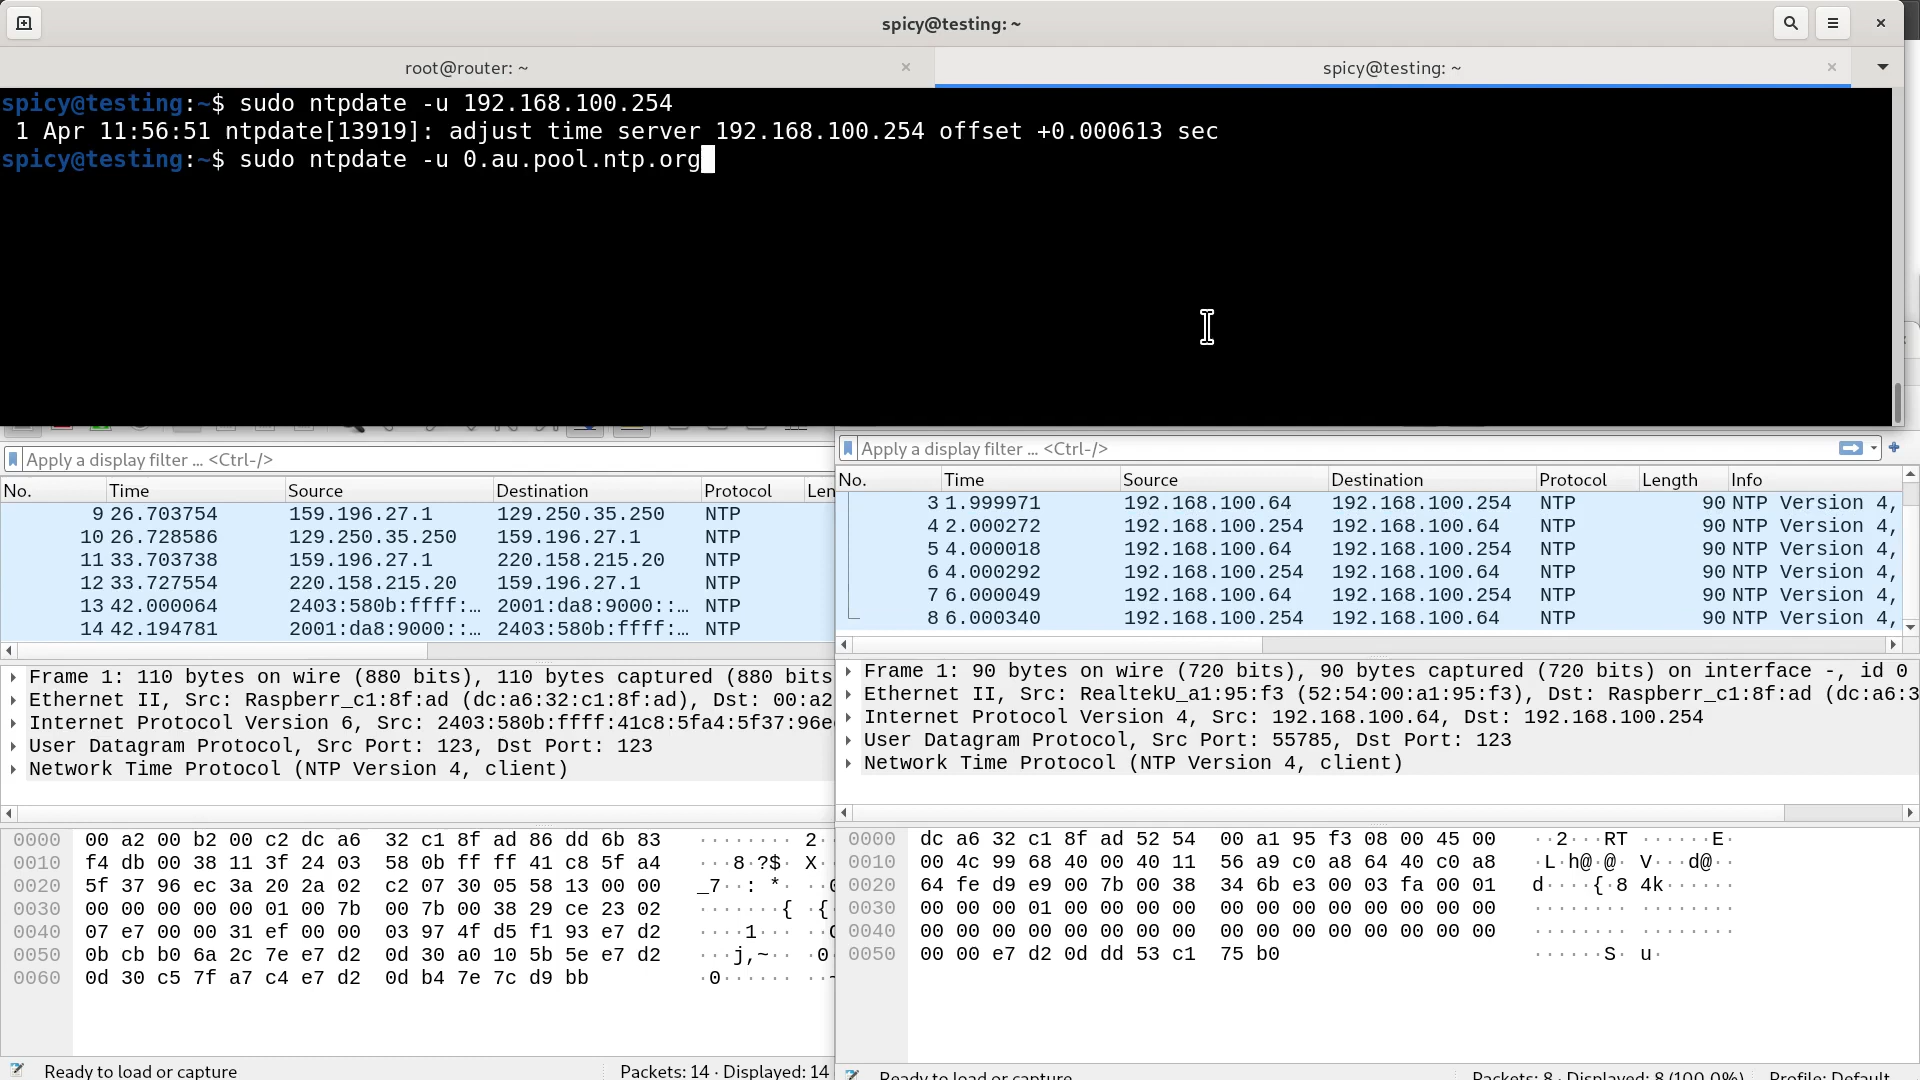 spicy@testing: ~
root@router: ~
spicy@testing: ~
spicy@testing:~$ sudo ntpdate -u 192.168.100.254
1 Apr 11:56:51 ntpdate[13919]: adjust time server 192.168.100.254 offset +0.000613 sec
spicy@testing:~$ sudo ntpdate -u 0.au.pool.ntp.org
Apply a display filter ... <Ctrl-/>
No. Time Source Destination Protocol Len
9 26.703754 159.196.27.1 129.250.35.250 NTP
10 26.728586 129.250.35.250 159.196.27.1 NTP
11 33.703738 159.196.27.1 220.158.215.20 NTP
12 33.727554 220.158.215.20 159.196.27.1 NTP
13 42.000064 2403:580b:ffff:… 2001:da8:9000::… NTP
14 42.194781 2001:da8:9000::… 2403:580b:ffff:… NTP
Frame 1: 110 bytes on wire (880 bits), 110 bytes captured (880 bits
Ethernet II, Src: Raspberr_c1:8f:ad (dc:a6:32:c1:8f:ad), Dst: 00:a2
Internet Protocol Version 6, Src: 2403:580b:ffff:41c8:5fa4:5f37:96e
User Datagram Protocol, Src Port: 123, Dst Port: 123
Network Time Protocol (NTP Version 4, client)
0000 00 a2 00 b2 00 c2 dc a6 32 c1 8f ad 86 dd 6b 83 ········ 2·
0010 f4 db 00 38 11 3f 24 03 58 0b ff ff 41 c8 5f a4 ···8·?$· X·
0020 5f 37 96 ec 3a 20 2a 02 c2 07 30 05 58 13 00 00 _7··: *· ··0
0030 00 00 00 00 00 01 00 7b 00 7b 00 38 29 ce 23 02 ·······{ ·{·
0040 07 e7 00 00 31 ef 00 00 03 97 4f d5 f1 93 e7 d2 ····1··· ··O
0050 0b cb b0 6a 2c 7e e7 d2 0d 30 a0 10 5b 5e e7 d2 ···j,~·· ·0·
0060 0d 30 c5 7f a7 c4 e7 d2 0d b4 7e 7c d9 bb ·0······ ··~
Ready to load or capture Packets: 14 · Displayed: 14
Apply a display filter ... <Ctrl-/>
No. Time Source Destination Protocol Length Info
3 1.999971 192.168.100.64 192.168.100.254 NTP 90 NTP Version 4,
4 2.000272 192.168.100.254 192.168.100.64 NTP 90 NTP Version 4,
5 4.000018 192.168.100.64 192.168.100.254 NTP 90 NTP Version 4,
6 4.000292 192.168.100.254 192.168.100.64 NTP 90 NTP Version 4,
7 6.000049 192.168.100.64 192.168.100.254 NTP 90 NTP Version 4,
8 6.000340 192.168.100.254 192.168.100.64 NTP 90 NTP Version 4,
Frame 1: 90 bytes on wire (720 bits), 90 bytes captured (720 bits) on interface -, id 0
Ethernet II, Src: RealtekU_a1:95:f3 (52:54:00:a1:95:f3), Dst: Raspberr_c1:8f:ad (dc:a6:3
Internet Protocol Version 4, Src: 192.168.100.64, Dst: 192.168.100.254
User Datagram Protocol, Src Port: 55785, Dst Port: 123
Network Time Protocol (NTP Version 4, client)
0000 dc a6 32 c1 8f ad 52 54 00 a1 95 f3 08 00 45 00 ··2···RT ······E·
0010 00 4c 99 68 40 00 40 11 56 a9 c0 a8 64 40 c0 a8 ·L·h@·@· V···d@··
0020 64 fe d9 e9 00 7b 00 38 34 6b e3 00 03 fa 00 01 d····{·8 4k······
0030 00 00 00 01 00 00 00 00 00 00 00 00 00 00 00 00 ········ ········
0040 00 00 00 00 00 00 00 00 00 00 00 00 00 00 00 00 ········ ········
0050 00 00 e7 d2 0d dd 53 c1 75 b0 ······S· u·
Ready to load or capture Packets: 8 · Displayed: 8 (100.0%) Profile: Default